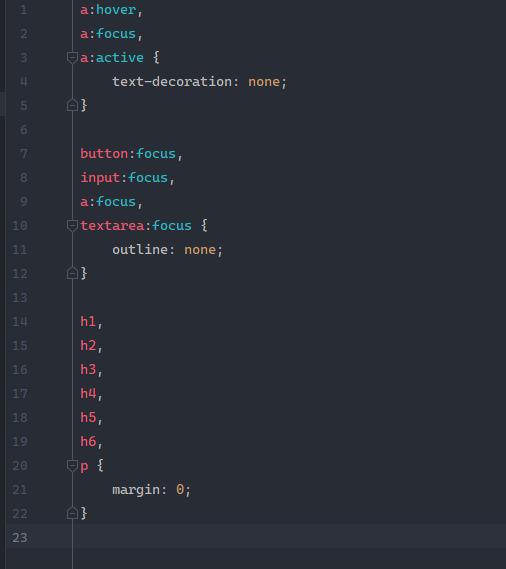 1 a:hover,
2 a:focus,
3 a:active {
4     text-decoration: none;
5 }
6
7 button:focus,
8 input:focus,
9 a:focus,
10 textarea:focus {
11     outline: none;
12 }
13
14 h1,
15 h2,
16 h3,
17 h4,
18 h5,
19 h6,
20 p {
21     margin: 0;
22 }
23